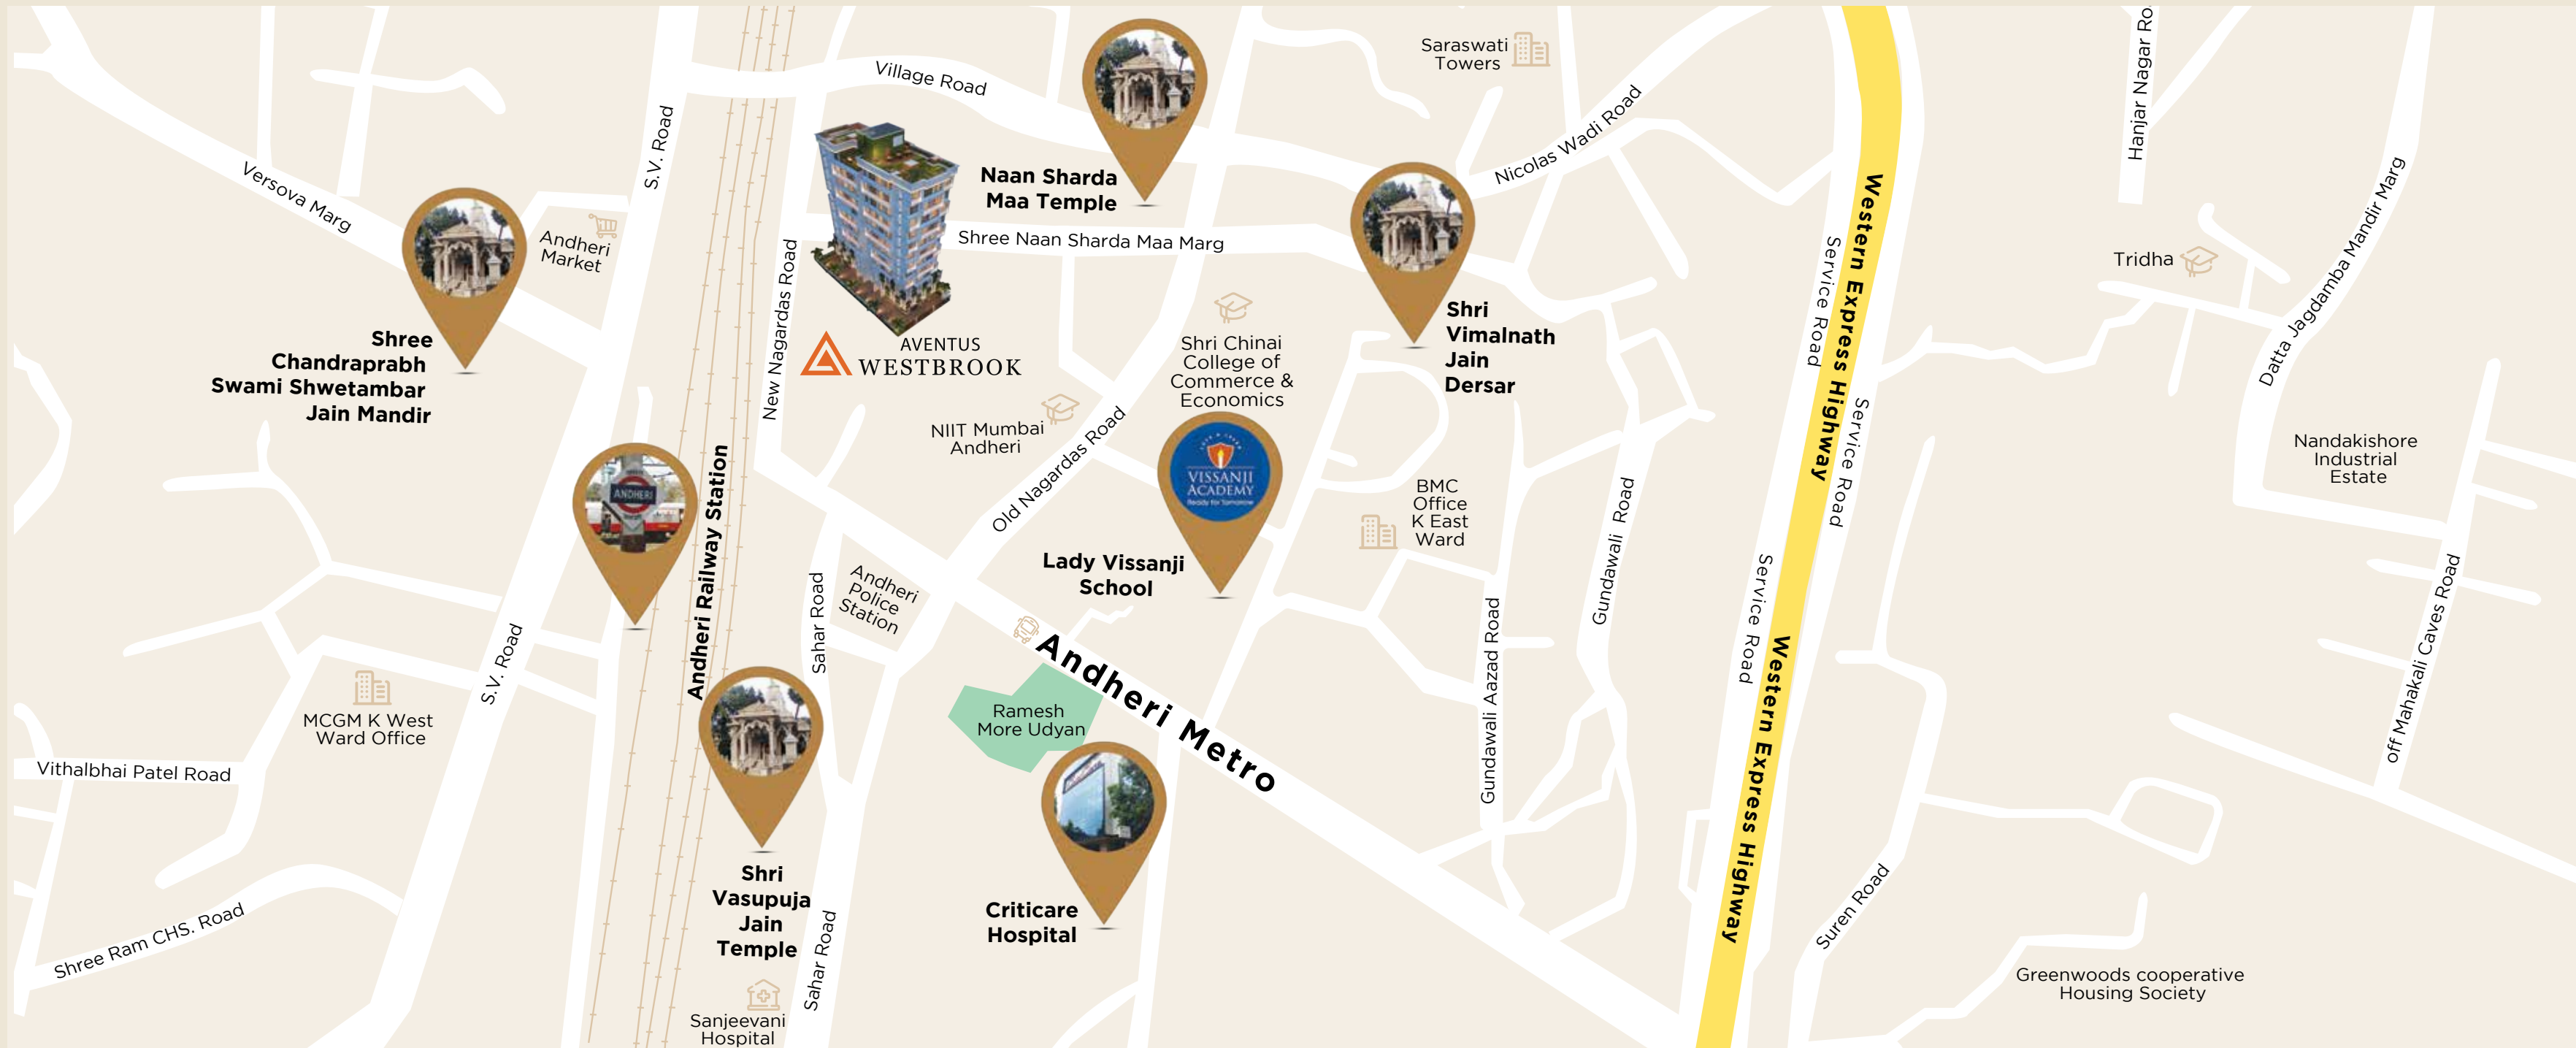 Saraswati
Towers
Village Road
Hanjar Nagar Ro
S.V. Road
Nicolas Wadi Road
Versova Marg
Naan Sharda
Maa Temple
Andheri
Market
Shree Naan Sharda Maa Marg
Western Express Highway
Service Road
Tridha
Datta Jagdamba Mandir Marg
New Nagardas Road
AVENTUS
WESTBROOK
Shri
Vimalnath
Jain
Dersar
Shree
Chandraprabh
Swami Shwetambar
Jain Mandir
Shri Chinai
College of
Commerce &
Economics
NIIT Mumbai
Andheri
Old Nagardas Road
Service Road
VISSANJI
ACADEMY
Ready for Tomorrow
Nandakishore
Industrial
Estate
ANDHERI
Andheri Railway Station
BMC
Office
K East
Ward
Gundawali Road
Lady Vissanji
School
Andheri
Police
Station
Sahar Road
Service Road
off Mahakali Caves Road
S.V. Road
Gundawali Aazad Road
Andheri Metro
Western Express Highway
Ramesh
More Udyan
MCGM K West
Ward Office
Vithalbhai Patel Road
Shri
Vasupuja
Jain
Temple
Criticare
Hospital
Sahar Road
Suren Road
Shree Ram CHS. Road
Greenwoods cooperative
Housing Society
Sanjeevani
Hospital